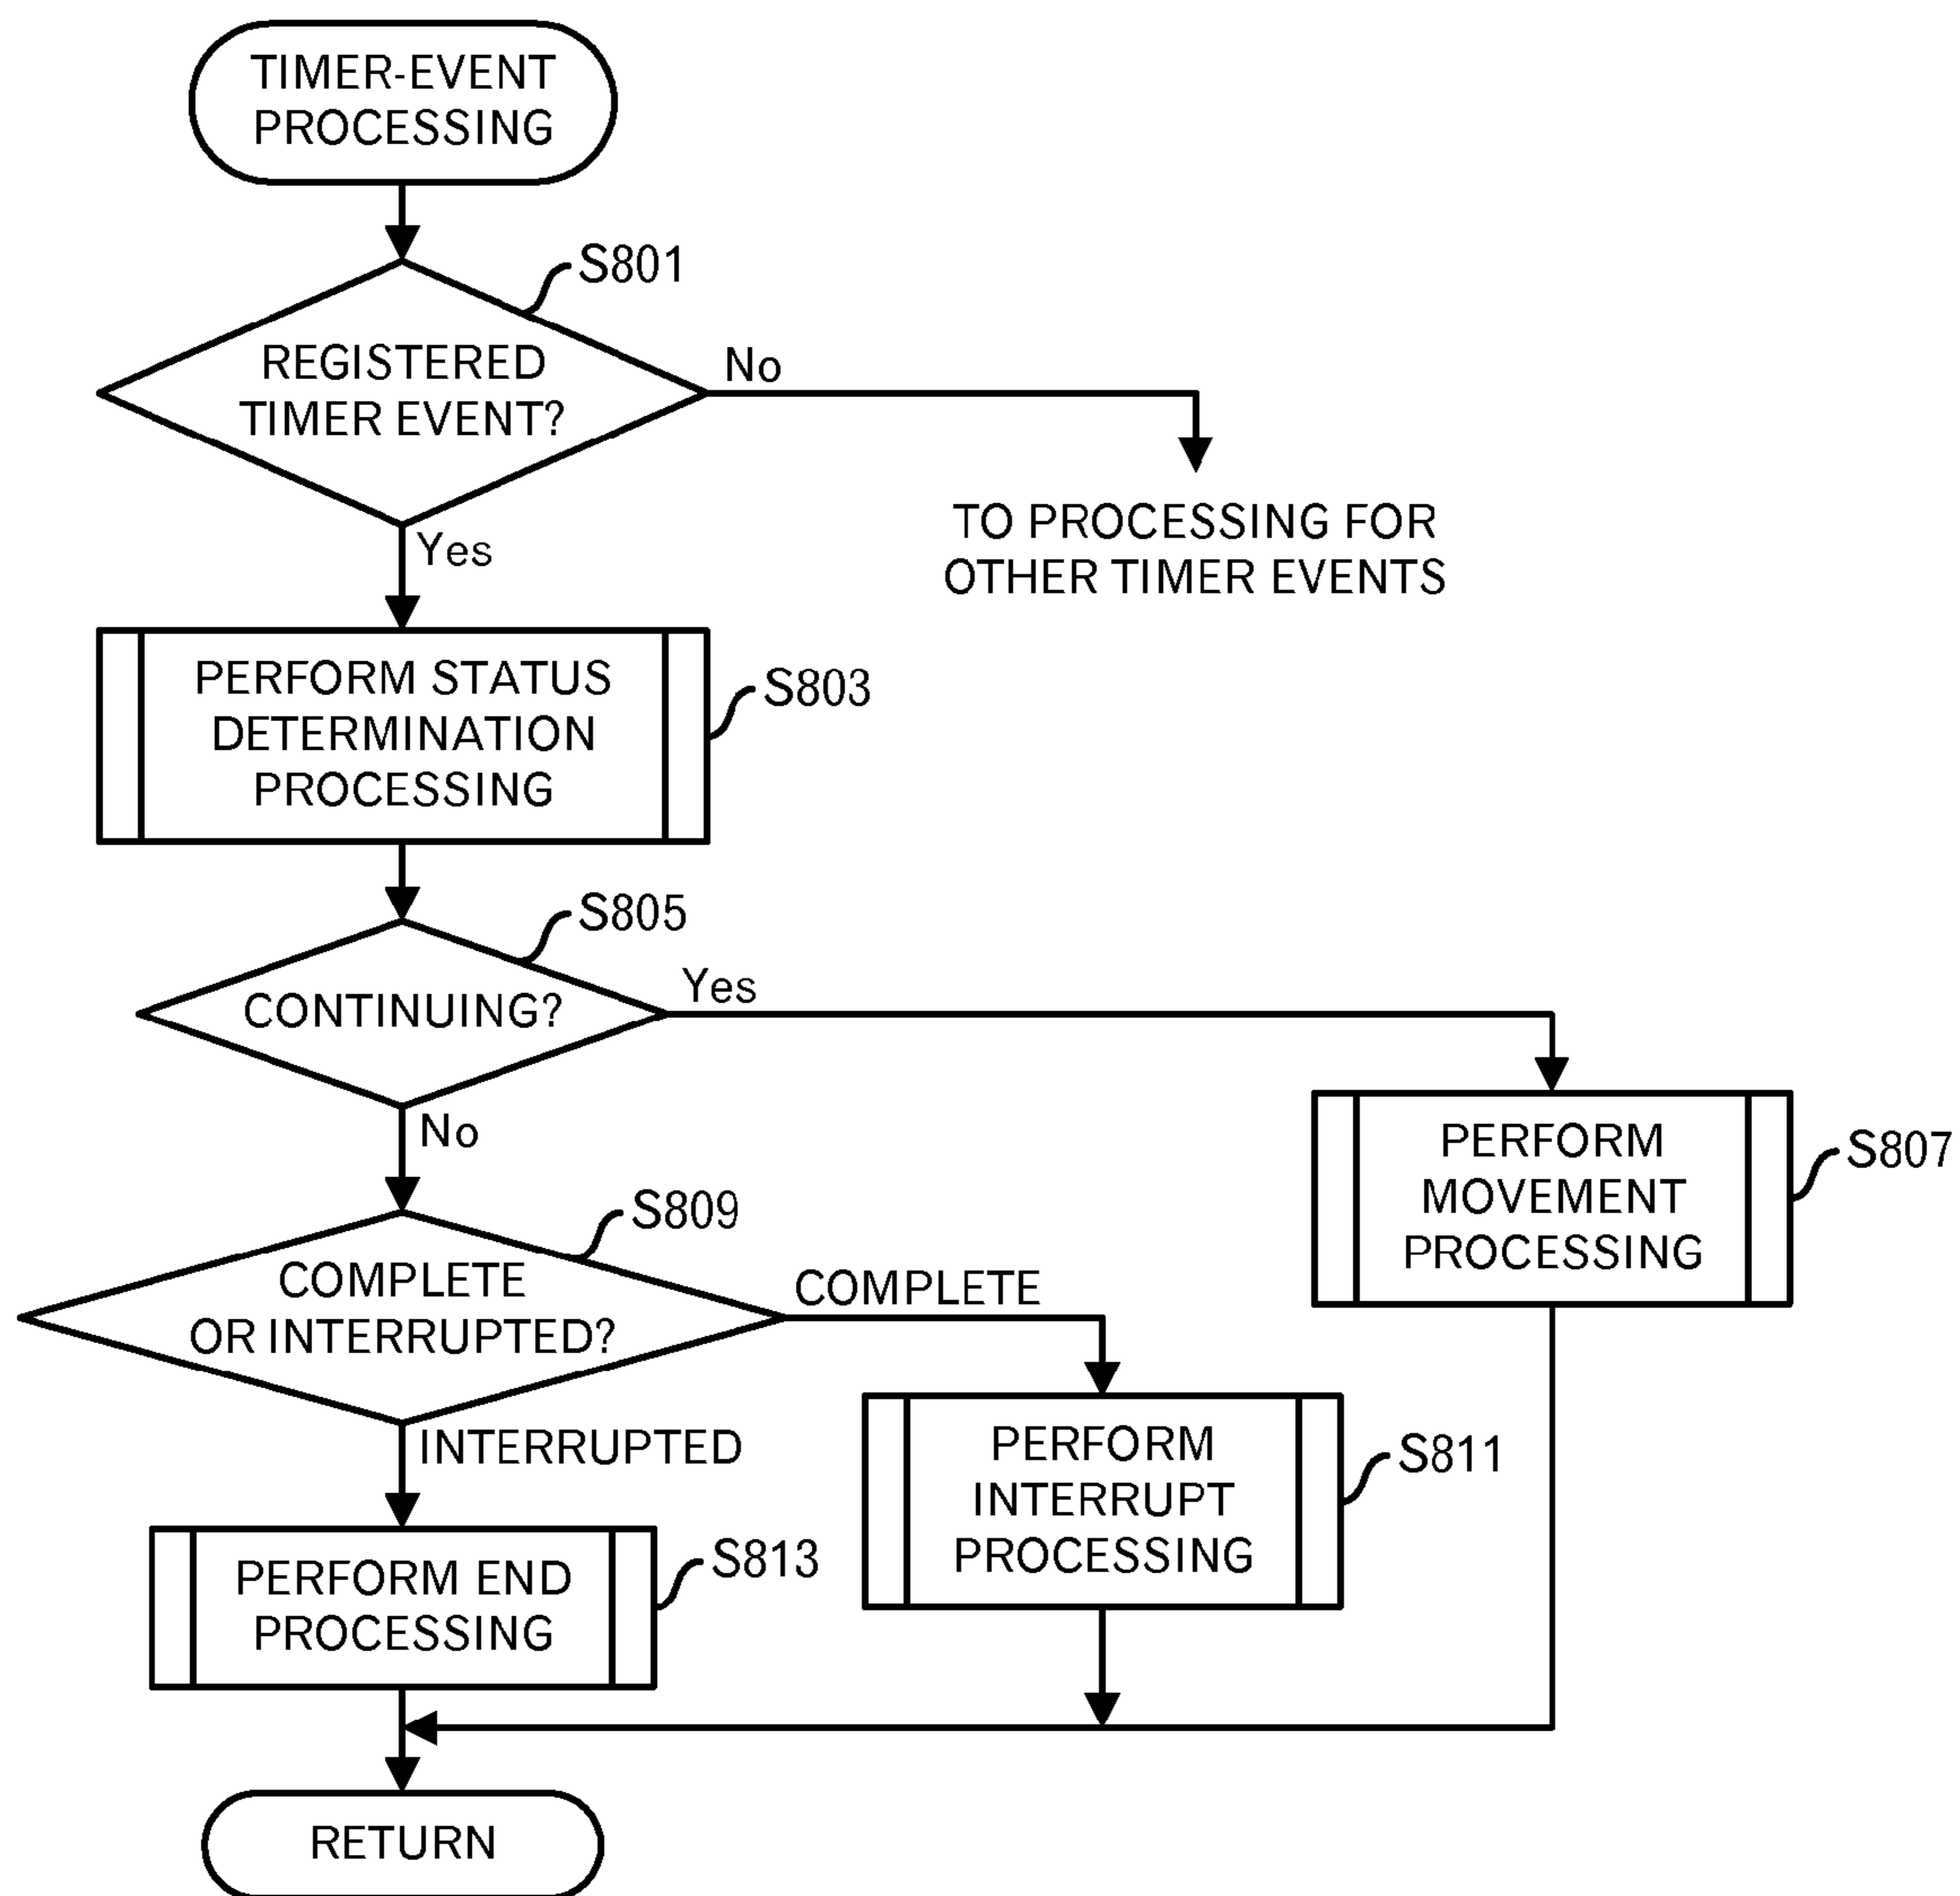 TIMER-EVENT
PROCESSING
S801
REGISTERED
TIMER EVENT?
No
Yes
TO PROCESSING FOR
OTHER TIMER EVENTS
PERFORM STATUS
DETERMINATION
PROCESSING
S803
S805
CONTINUING?
Yes
No
PERFORM
MOVEMENT
PROCESSING
S807
S809
COMPLETE
OR INTERRUPTED?
COMPLETE
INTERRUPTED
PERFORM
INTERRUPT
PROCESSING
S811
PERFORM END
PROCESSING
S813
RETURN